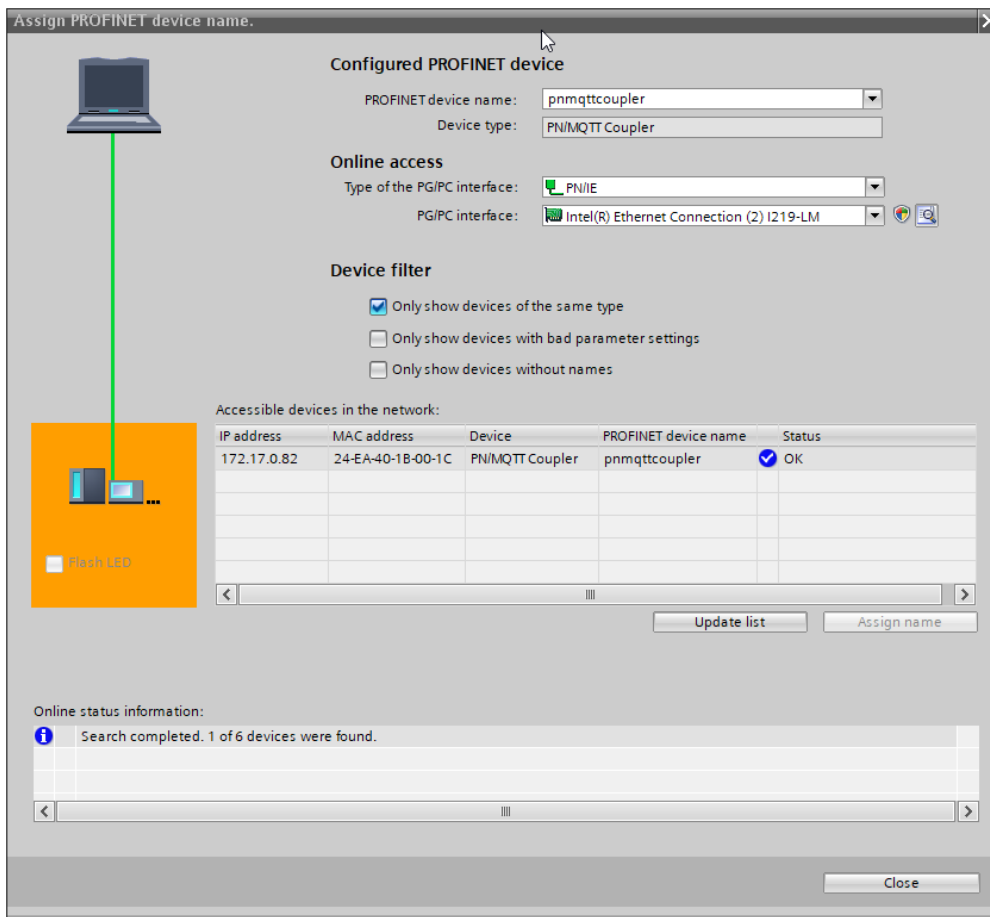 Assign PROFINET device name.
Configured PROFINET device
PROFINET device name: pnmqttcoupler
Device type: PN/MQTT Coupler
Online access
Type of the PG/PC interface: PN/IE
PG/PC interface: Intel(R) Ethernet Connection (2) I219-LM
Device filter
Only show devices of the same type
Only show devices with bad parameter settings
Only show devices without names
Accessible devices in the network:
IP address MAC address Device PROFINET device name Status
172.17.0.82 24-EA-40-1B-00-1C PN/MQTT Coupler pnmqttcoupler OK
Flash LED
Update list Assign name
Online status information:
Search completed. 1 of 6 devices were found.
Close